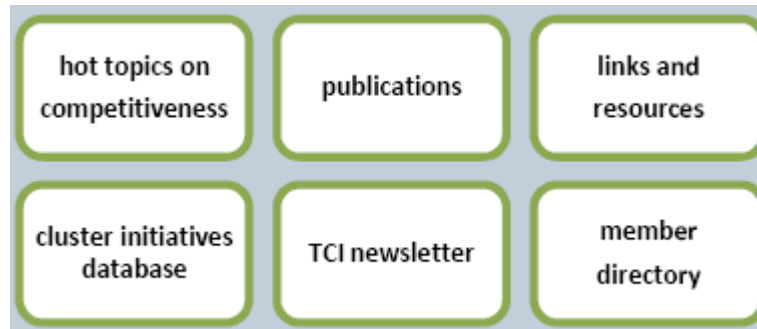 hot topics on
competitiveness
publications
links and
resources
cluster initiatives
database
TCI newsletter
member
directory